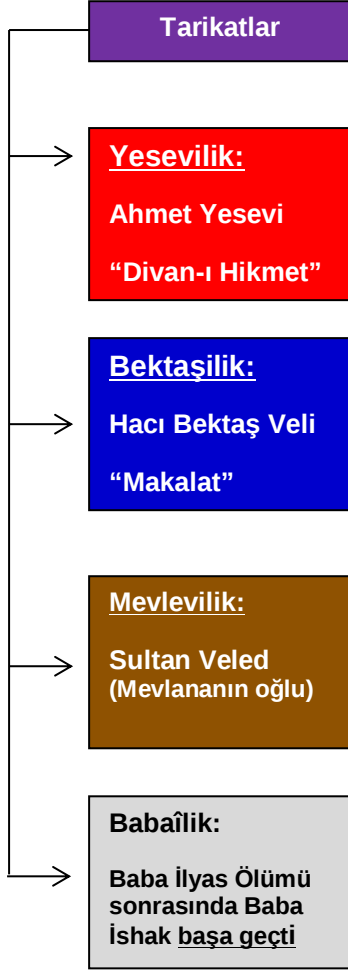 Tarikatlar
Yesevilik:
Ahmet Yesevi
“Divan-ı Hikmet”
Bektaşilik:
Hacı Bektaş Veli
“Makalat”
Mevlevilik:
Sultan Veled
(Mevlananın oğlu)
Babaîlik:
Baba İlyas Ölümü
sonrasında Baba
İshak başa geçti